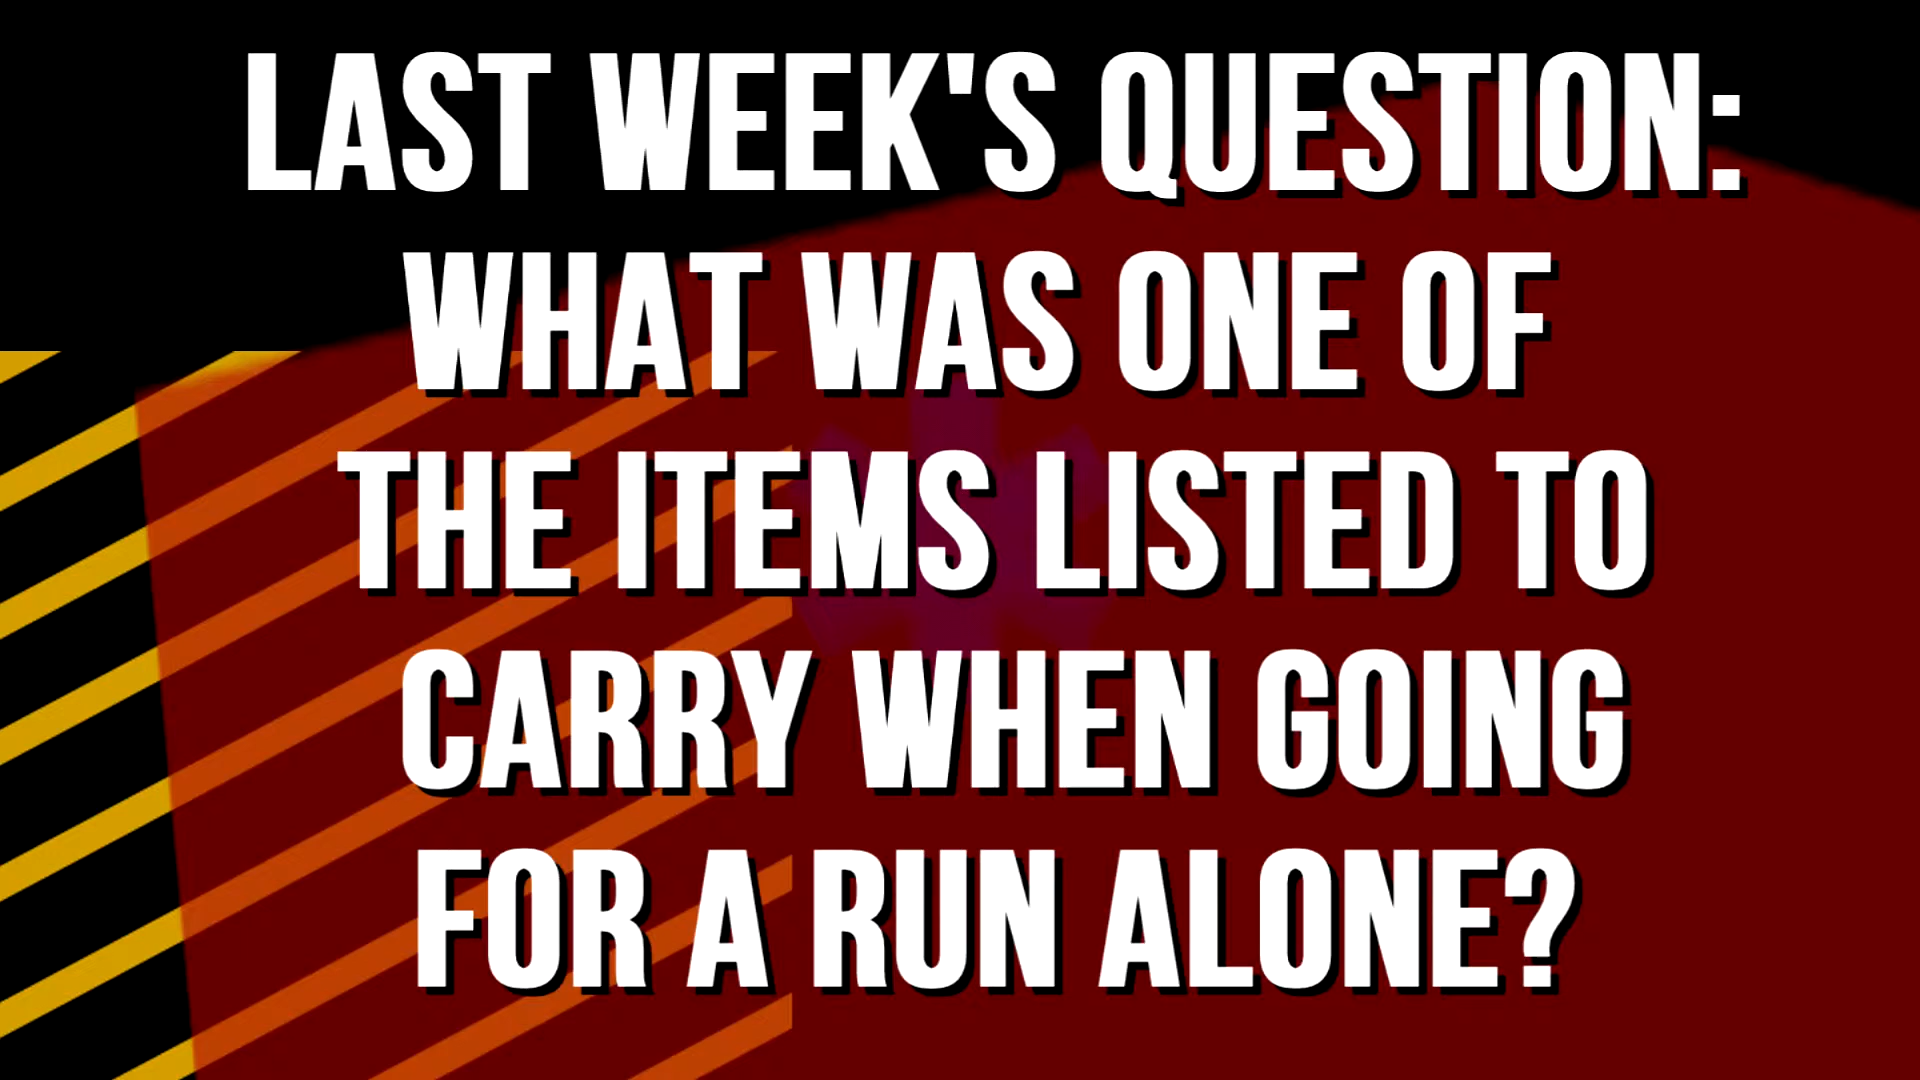 LAST WEEK'S QUESTION:
WHAT WAS ONE OF
THE ITEMS LISTED TO
CARRY WHEN GOING
FOR A RUN ALONE?